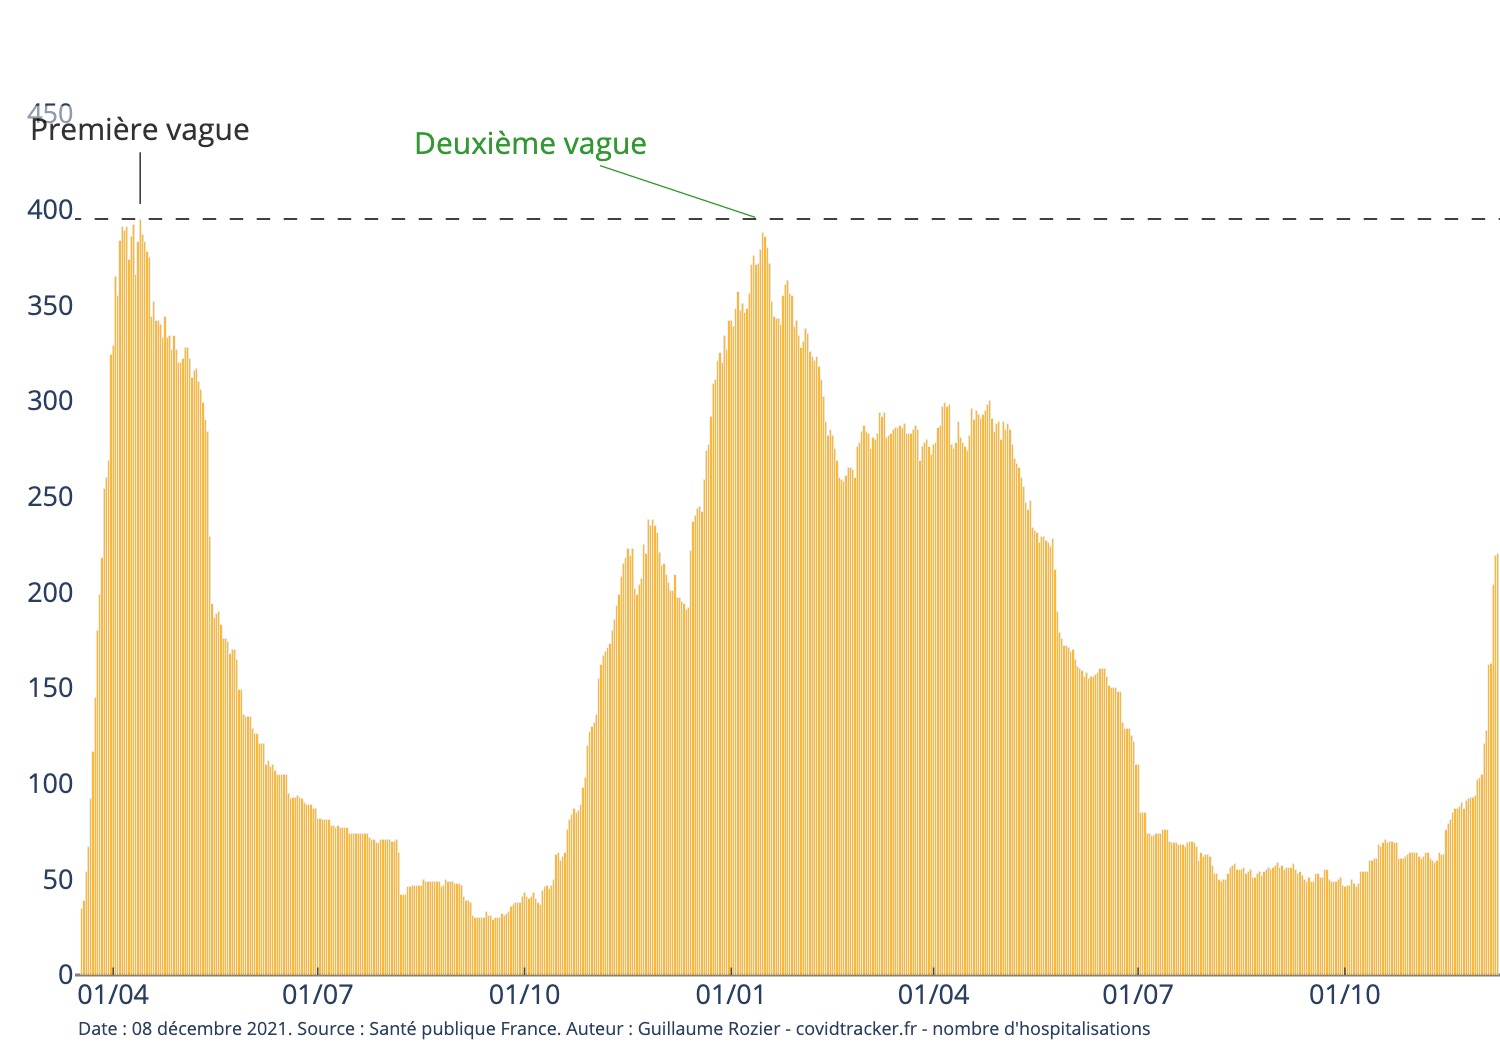 450
Première vague
Deuxième vague
400
350
300
250
200
150
100
50
0
01/04 01/07 01/10 01/01 01/04 01/07 01/10
Date : 08 décembre 2021. Source : Santé publique France. Auteur : Guillaume Rozier - covidtracker.fr - nombre d'hospitalisations